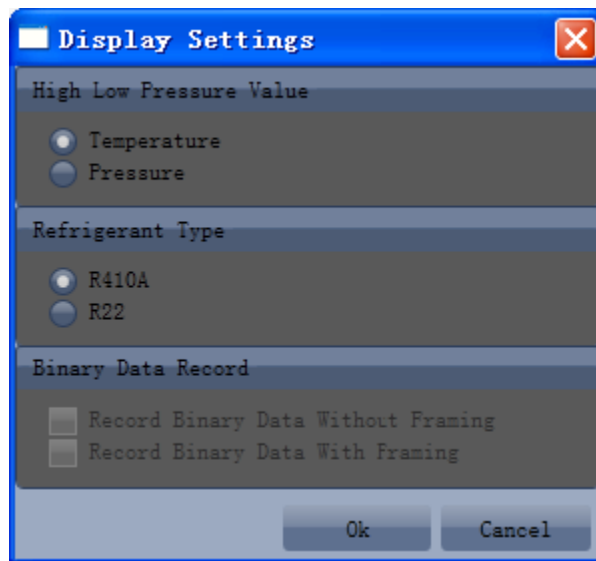 Display Settings
High Low Pressure Value
Temperature
Pressure
Refrigerant Type
R410A
R22
Binary Data Record
Record Binary Data Without Framing
Record Binary Data With Framing
Ok Cancel